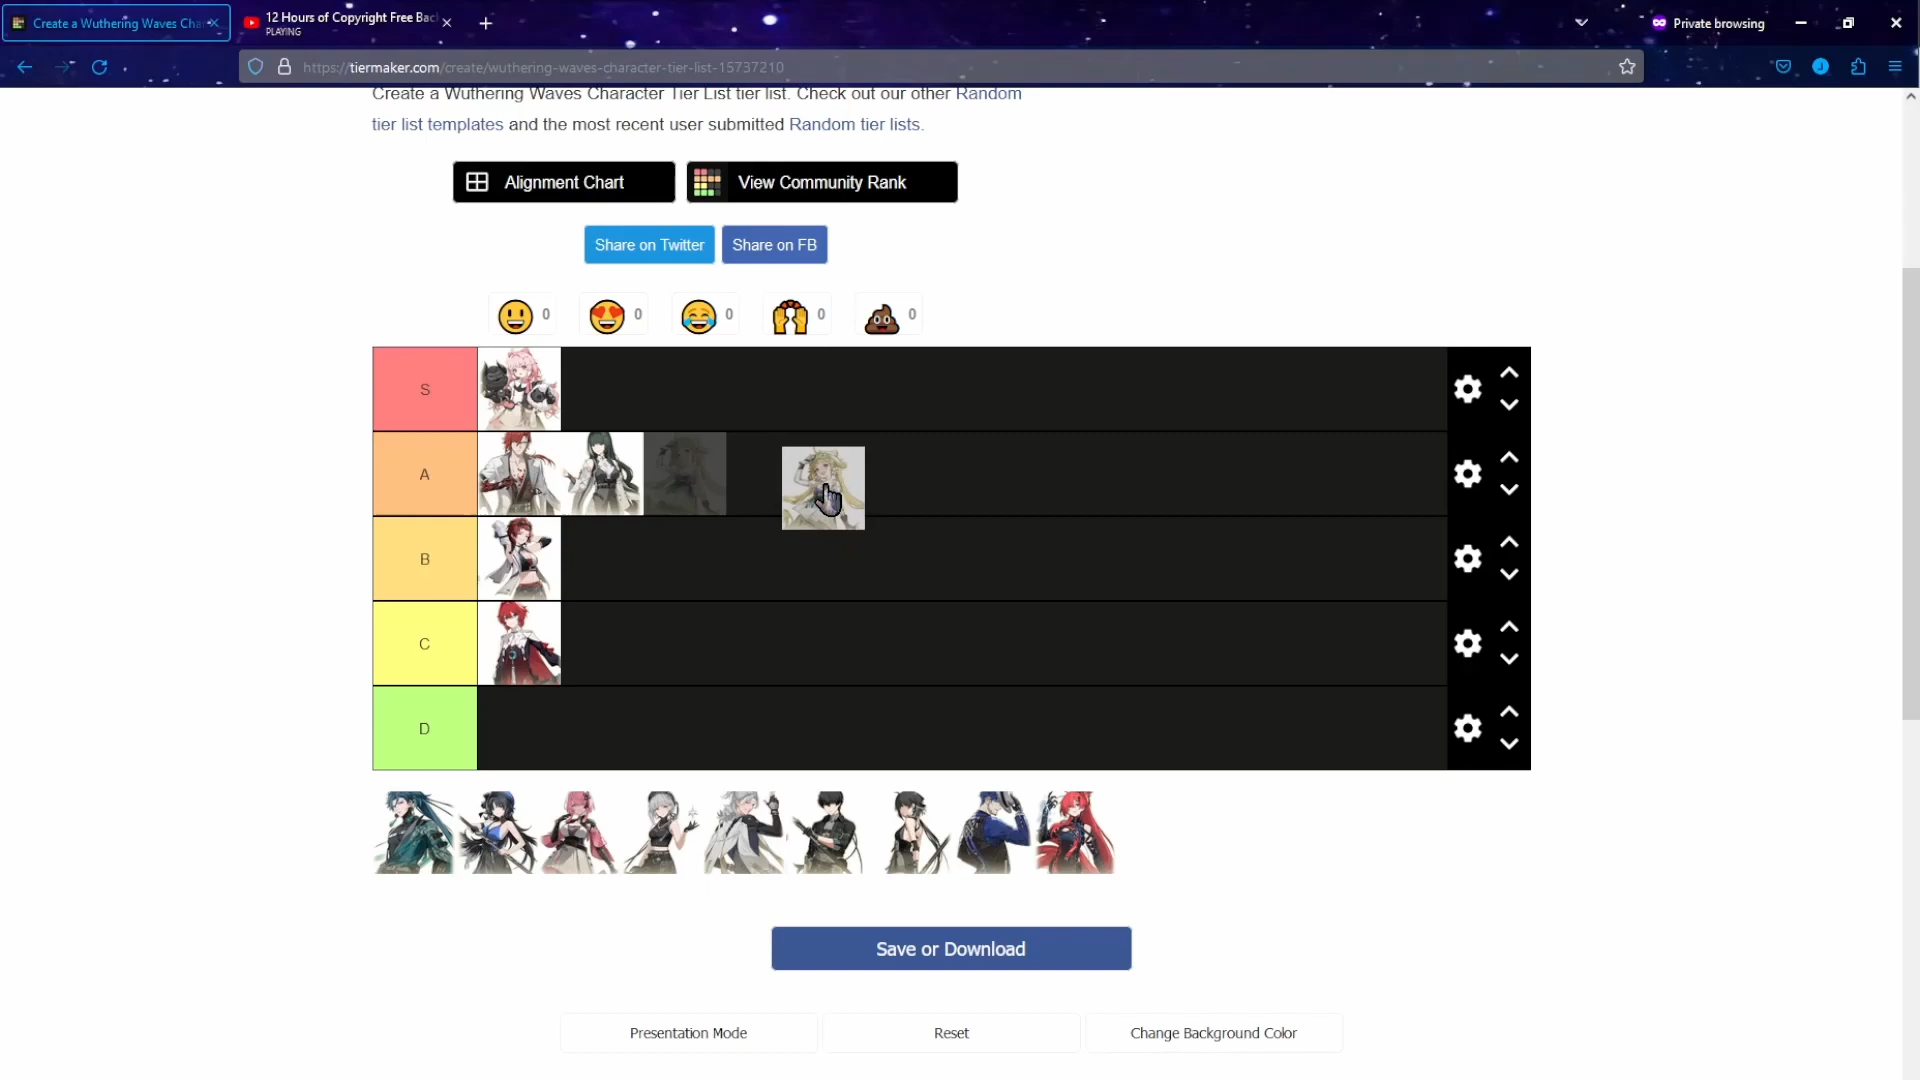 Create a Wuthering Waves Cha
12 Hours of Copyright Free Bac
PLAYING
Private browsing
https://tiermaker.com/create/wuthering-waves-character-tier-list-15737210
Create a Wuthering Waves Character Tier List tier list. Check out our other Random
tier list templates and the most recent user submitted Random tier lists.
Alignment Chart
View Community Rank
Share on Twitter
Share on FB
0
0
0
0
0
S
A
B
C
D
Save or Download
Presentation Mode
Reset
Change Background Color